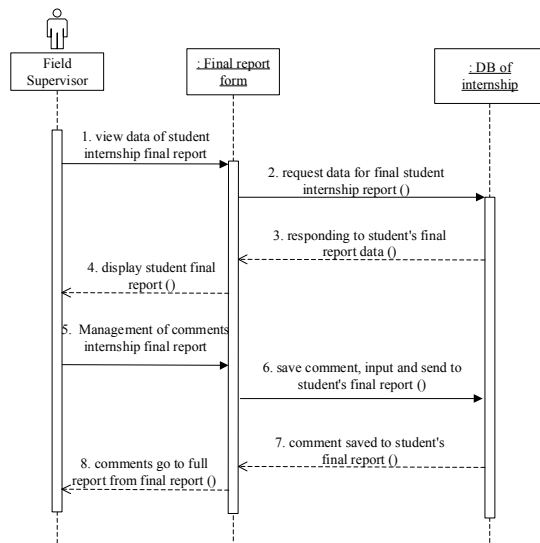 Field
Supervisor
: Final report
form
: DB of
internship
1. view data of student
internship final report
2. request data for final student
internship report ()
3. responding to student's final
report data ()
4. display student final
report ()
5. Management of comments
internship final report
6. save comment, input and send to
student's final report ()
7. comment saved to student's
final report ()
8. comments go to full
report from final report ()